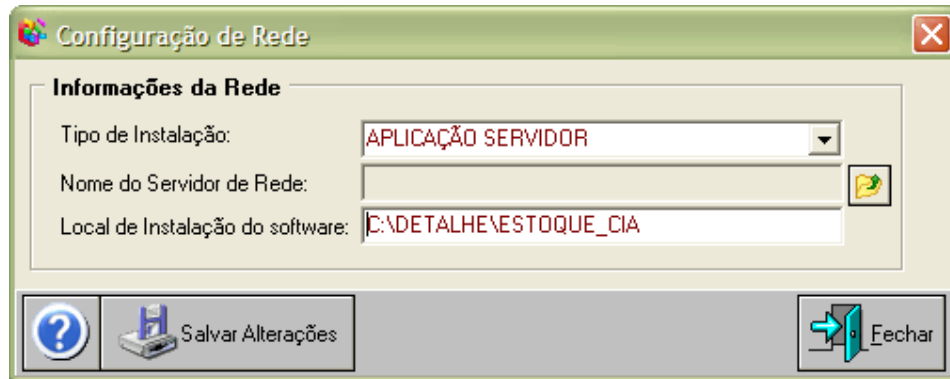 Configuração de Rede
Informações da Rede
Tipo de Instalação:
APLICAÇÃO SERVIDOR
Nome do Servidor de Rede:
Local de Instalação do software:
C:\DETALHE\ESTOQUE_CIA
Salvar Alterações
Fechar